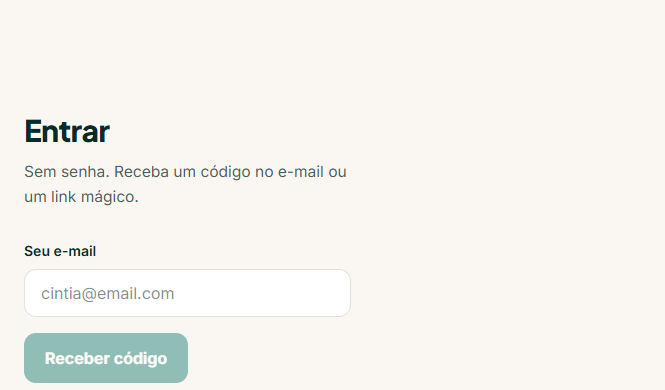 Entrar
Sem senha. Receba um código no e-mail ou
um link mágico.
Seu e-mail
cintia@email.com
Receber código